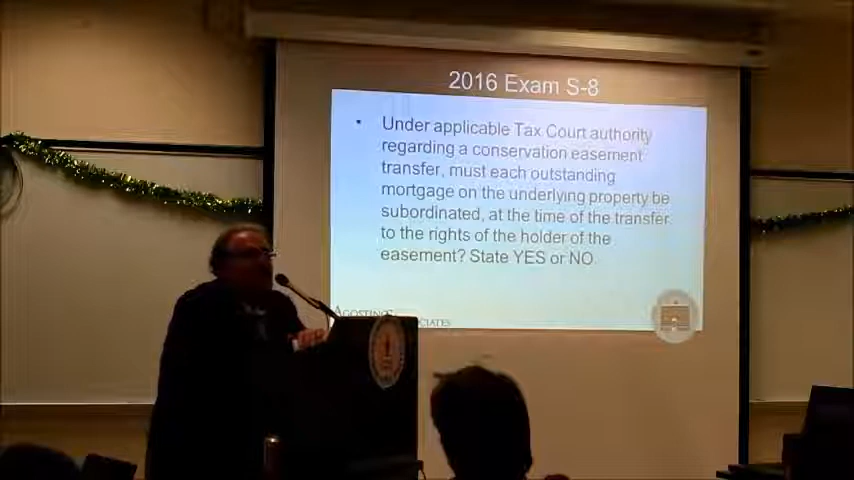 2016 Exam S-8
• Under applicable Tax Court authority
regarding a conservation easement
transfer, must each outstanding
mortgage on the underlying property be
subordinated, at the time of the transfer
to the rights of the holder of the
easement? State YES or NO